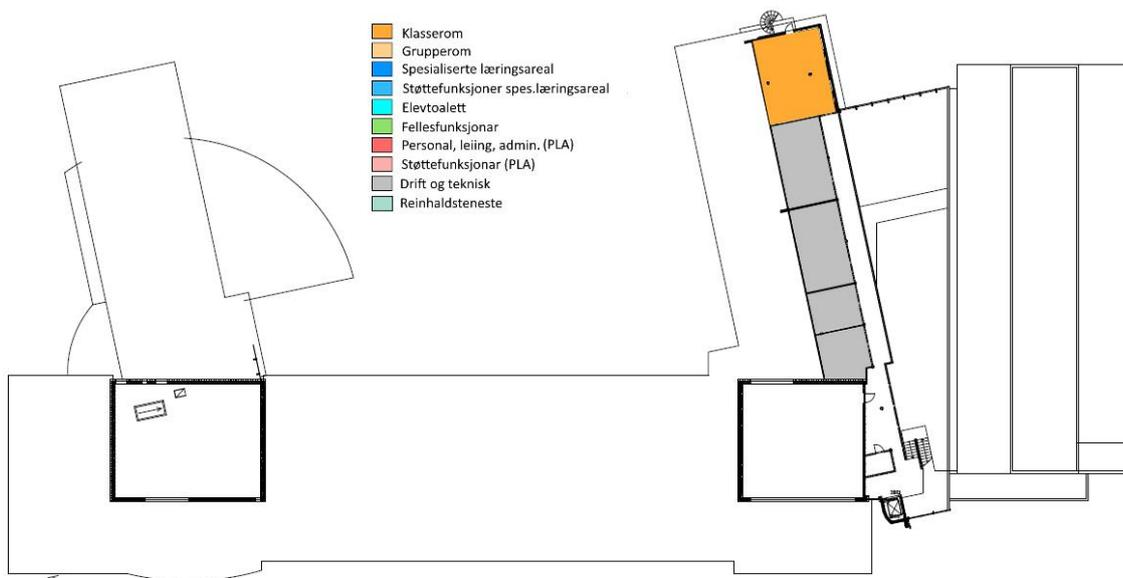 Klasserom
Grupperom
Spesialiserte læringsareal
Støttefunksjoner spes.læringsareal
Elevtoalett
Fellesfunksjonar
Personal, leiing, admin. (PLA)
Støttefunksjonar (PLA)
Drift og teknisk
Reinhaldsteneste